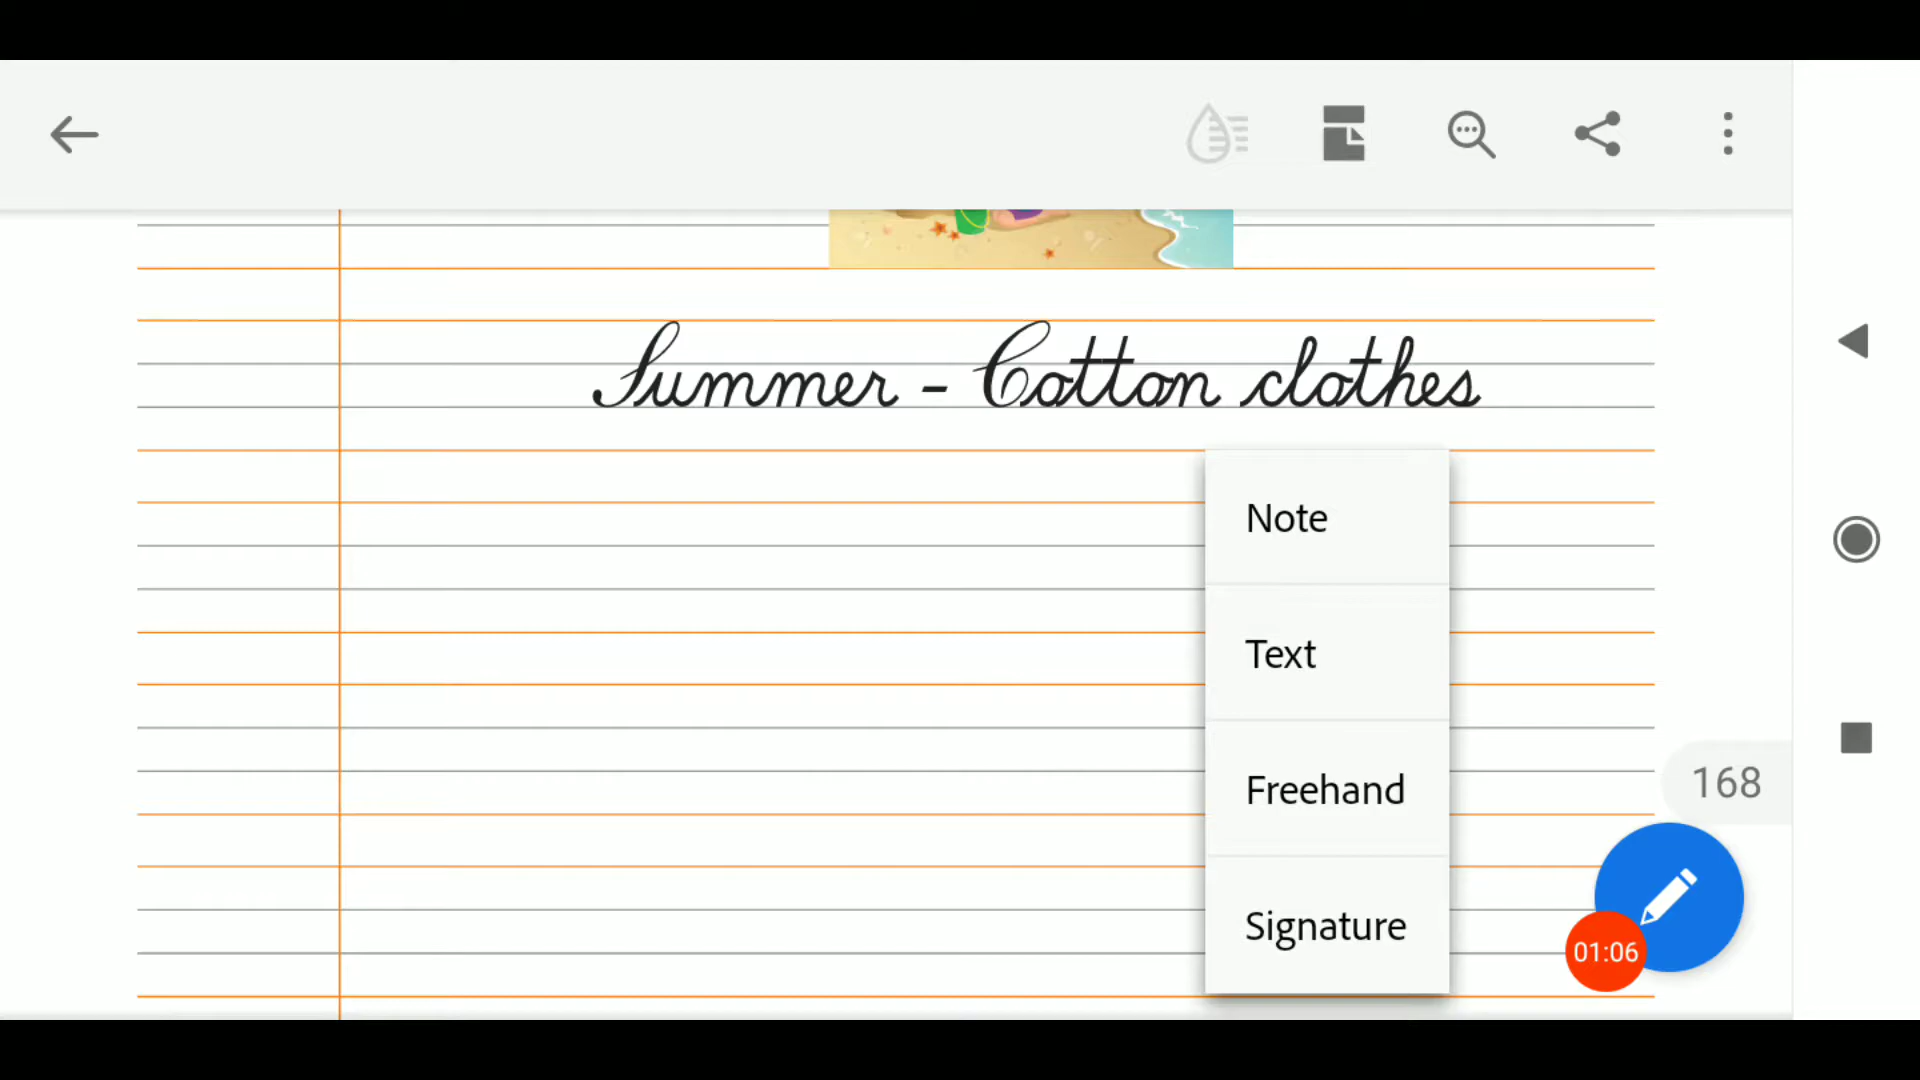 Summer - Cotton clothes
Note
Text
Freehand
168
Signature
01:06